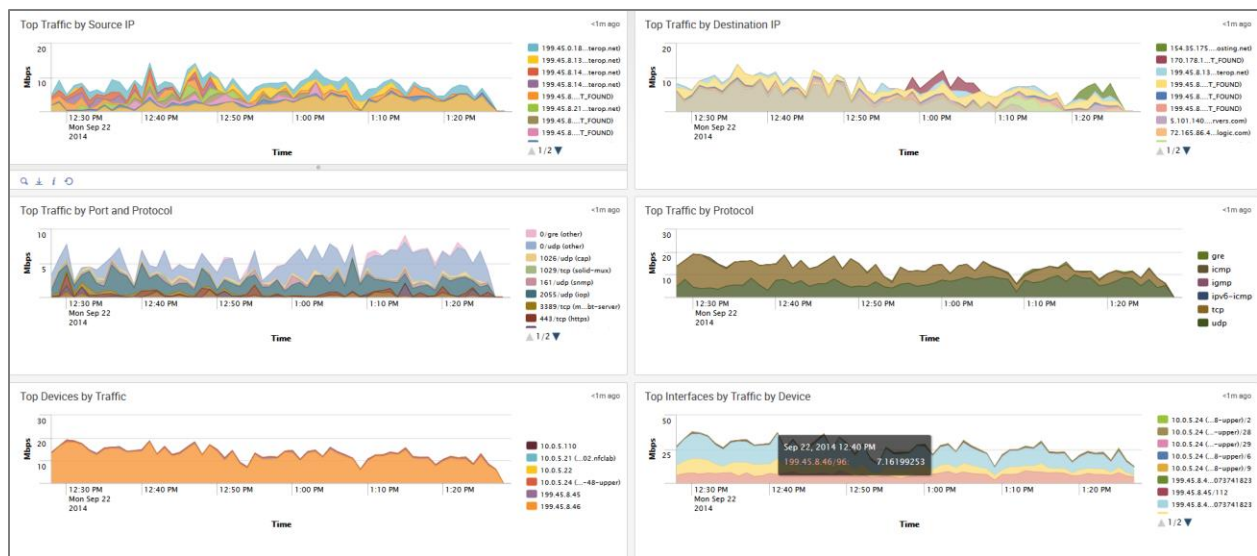 Top Traffic by Source IP
<1m ago
20
10
Mbps
12:30 PM 12:40 PM 12:50 PM 1:00 PM 1:10 PM 1:20 PM
Mon Sep 22
2014
Time
199.45.0.18...terop.net)
199.45.8.13...terop.net)
199.45.8.14...terop.net)
199.45.8.14...terop.net)
199.45.8....T_FOUND)
199.45.8.21...terop.net)
199.45.8....T_FOUND)
199.45.8....T_FOUND)
1/2
Top Traffic by Destination IP
<1m ago
20
10
Mbps
12:30 PM 12:40 PM 12:50 PM 1:00 PM 1:10 PM 1:20 PM
Mon Sep 22
2014
Time
154.35.175....osting.net)
170.178.1....T_FOUND)
199.45.8.13...terop.net)
199.45.8....T_FOUND)
199.45.8....T_FOUND)
199.45.8....T_FOUND)
5.101.140....rvers.com)
72.165.86.4...logic.com)
1/2
Top Traffic by Port and Protocol
<1m ago
10
5
Mbps
12:30 PM 12:40 PM 12:50 PM 1:00 PM 1:10 PM 1:20 PM
Mon Sep 22
2014
Time
0/gre (other)
0/udp (other)
1026/udp (cap)
1029/tcp (solid-mux)
161/udp (snmp)
2055/udp (iop)
3389/tcp (m...bt-server)
443/tcp (https)
1/2
Top Traffic by Protocol
<1m ago
30
20
10
Mbps
12:30 PM 12:40 PM 12:50 PM 1:00 PM 1:10 PM 1:20 PM
Mon Sep 22
2014
Time
gre
icmp
igmp
ipv6-icmp
tcp
udp
Top Devices by Traffic
<1m ago
30
20
10
Mbps
12:30 PM 12:40 PM 12:50 PM 1:00 PM 1:10 PM 1:20 PM
Mon Sep 22
2014
Time
10.0.5.110
10.0.5.21 (...02.nfclab)
10.0.5.22
10.0.5.24 (...-48-upper)
199.45.8.45
199.45.8.46
Top Interfaces by Traffic by Device
<1m ago
50
25
Mbps
Sep 22, 2014 12:40 PM
199.45.8.46/96: 7.16199253
12:30 PM 12:40 PM 12:50 PM 1:00 PM 1:10 PM 1:20 PM
Mon Sep 22
2014
Time
10.0.5.24 (...8-upper)/2
10.0.5.24 (...-upper)/28
10.0.5.24 (...-upper)/29
10.0.5.24 (...8-upper)/6
10.0.5.24 (...8-upper)/9
199.45.8.4...073741823
199.45.8.45/112
199.45.8.4...073741823
1/2